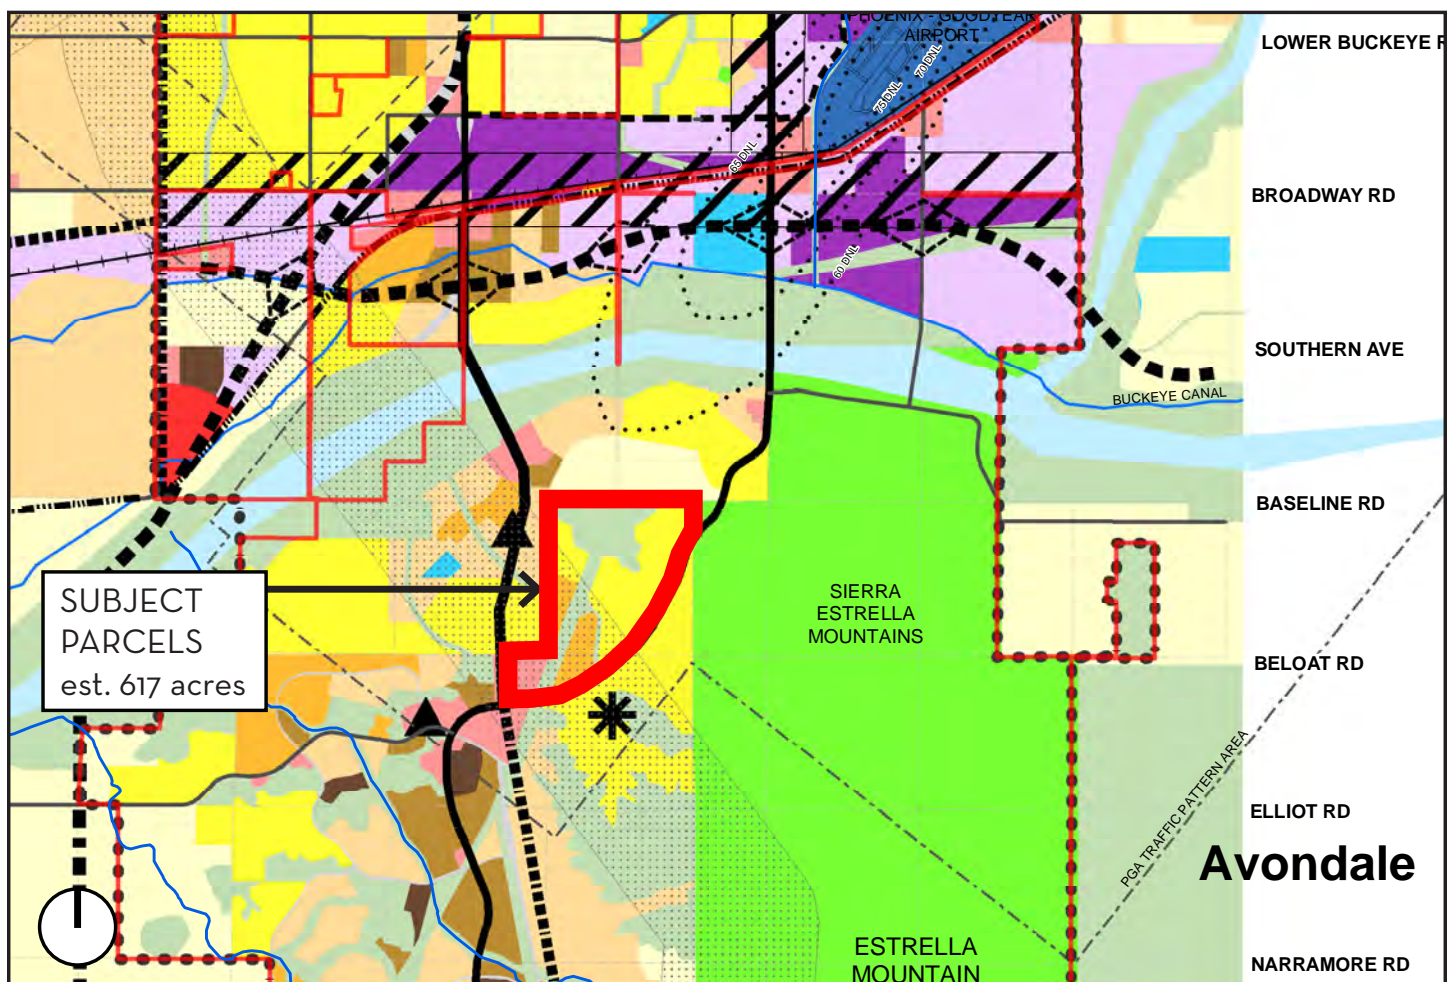 PHOENIX - GOODYEAR
AIRPORT
LOWER BUCKEYE R
70 DNL
75 DNL
65 DNL
BROADWAY RD
60 DNL
SOUTHERN AVE
BUCKEYE CANAL
BASELINE RD
SUBJECT
PARCELS
est. 617 acres
SIERRA
ESTRELLA
MOUNTAINS
BELOAT RD
PGA TRAFFIC PATTERN AREA
ELLIOT RD
Avondale
ESTRELLA
MOUNTAIN
NARRAMORE RD